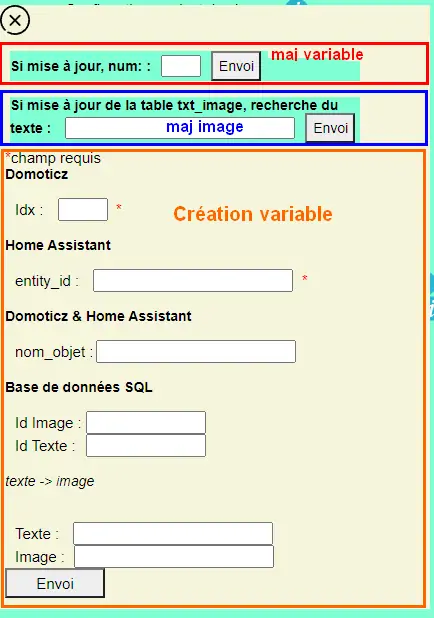 Si mise à jour, num: :
Envoi
maj variable
Si mise à jour de la table txt_image, recherche du
texte :
maj image
Envoi
*champ requis
Domoticz
Idx :
*
Création variable
Home Assistant
entity_id :
*
Domoticz & Home Assistant
nom_objet :
Base de données SQL
Id Image :
Id Texte :
texte -> image
Texte :
Image :
Envoi